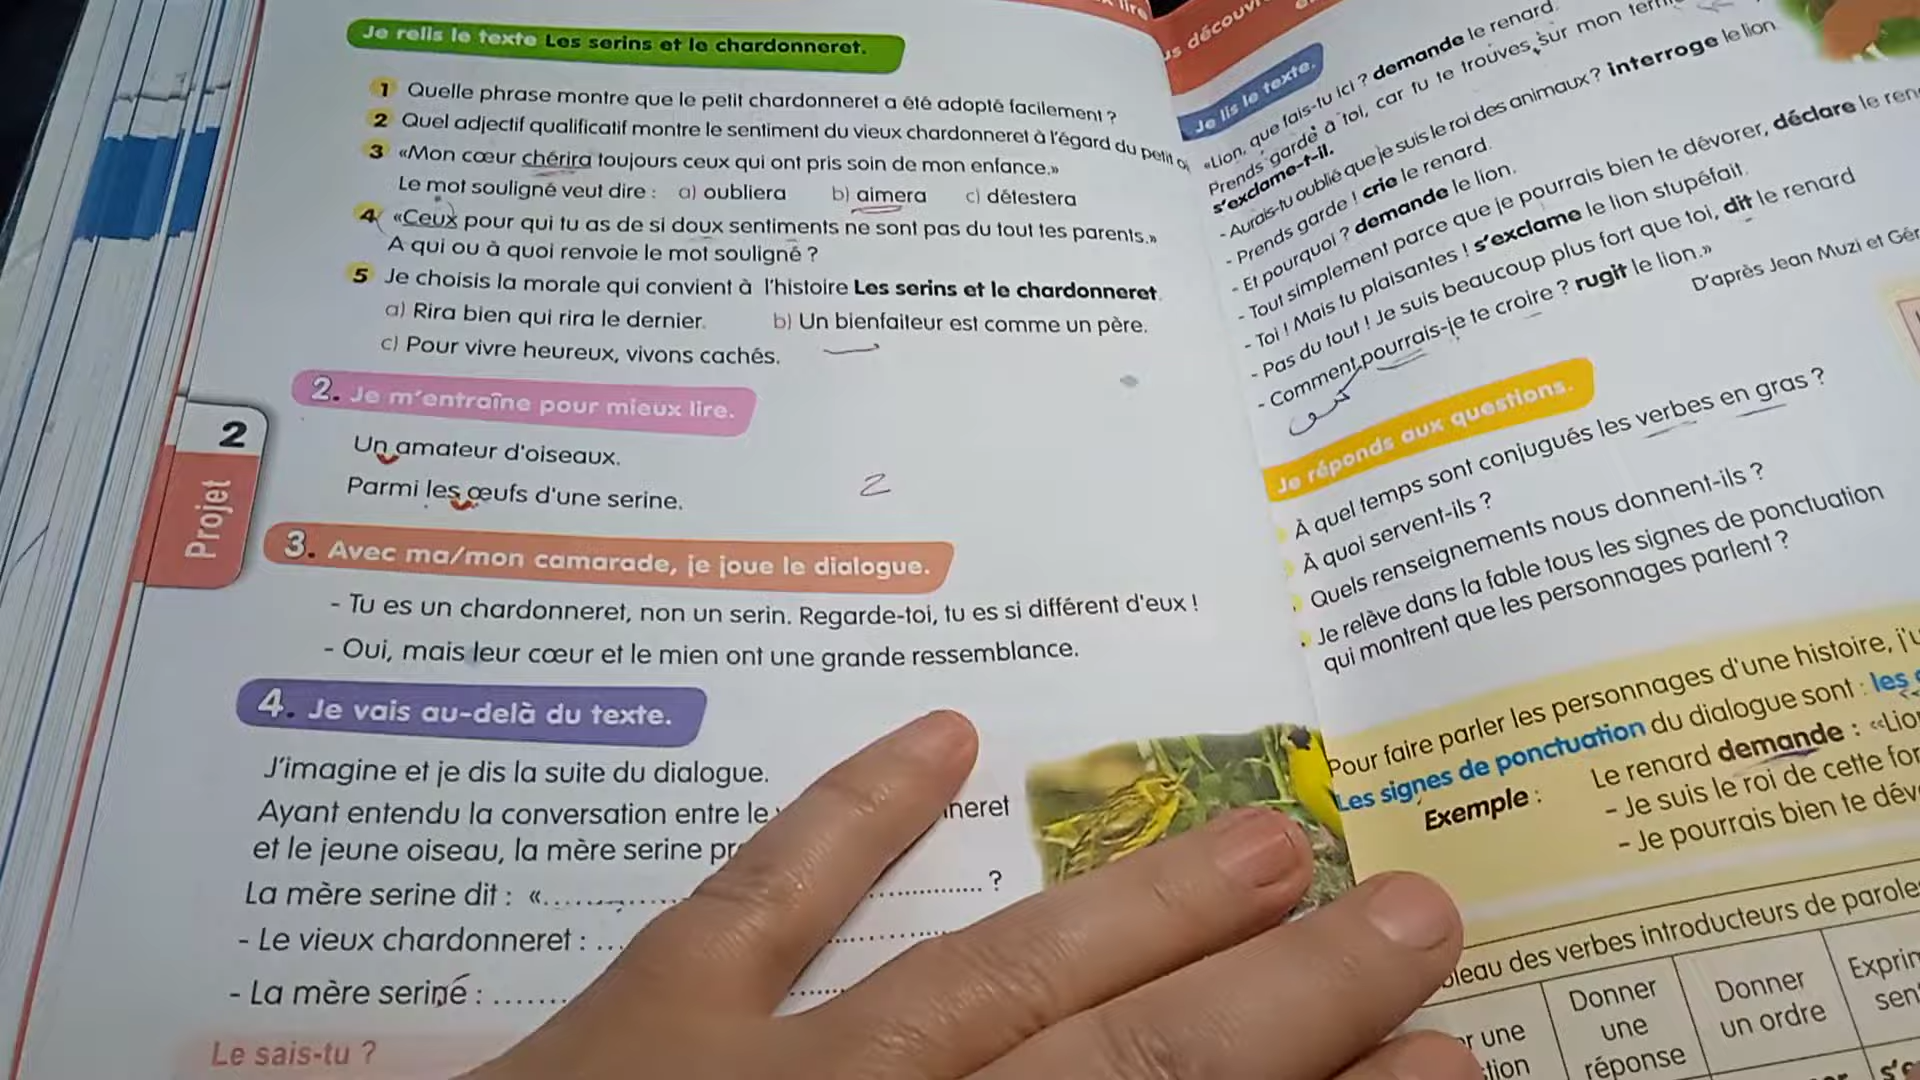 Je relis le texte Les serins et le chardonneret.
1 Quelle phrase montre que le petit chardonneret a été adopté facilement ?
2 Quel adjectif qualificatif montre le sentiment du vieux chardonneret à l'égard du petit
3 «Mon cœur chérira toujours ceux qui ont pris soin de mon enfance.»
Le mot souligné veut dire : a) oubliera b) aimera c) détestera
4 «Ceux pour qui tu as de si doux sentiments ne sont pas du tout tes parents.»
A qui ou à quoi renvoie le mot souligné ?
5 Je choisis la morale qui convient à l'histoire Les serins et le chardonneret.
a) Rira bien qui rira le dernier. b) Un bienfaiteur est comme un père.
c) Pour vivre heureux, vivons cachés.
2. Je m'entraîne pour mieux lire.
Un amateur d'oiseaux.
Parmi les œufs d'une serine.
2
3. Avec ma/mon camarade, je joue le dialogue.
- Tu es un chardonneret, non un serin. Regarde-toi, tu es si différent d'eux !
- Oui, mais leur cœur et le mien ont une grande ressemblance.
4. Je vais au-delà du texte.
J'imagine et je dis la suite du dialogue.
Ayant entendu la conversation entre le
et le jeune oiseau, la mère serine
La mère serine dit : «.................... ?
- Le vieux chardonneret : ...
- La mère seriné : .......
Le sais-tu ?
2
Projet
lire
découvr
Je lis le texte.
«Lion, que fais-tu ici ? demande le renard.
Prends garde à toi, car tu te trouves sur mon
s'exclame-t-il.
- Aurais-tu oublié que je suis le roi des animaux ? interroge le lion
- Prends garde ! crie le renard.
- Et pourquoi ? demande le lion.
- Tout simplement parce que je pourrais bien te dévorer, déclare le
- Toi ! Mais tu plaisantes ! s'exclame le lion stupéfait.
- Pas du tout ! Je suis beaucoup plus fort que toi, dit le renard
- Comment pourrais-je te croire ? rugit le lion.»
D'après Jean Muzi et
Je réponds aux questions.
À quel temps sont conjugués les verbes en gras ?
À quoi servent-ils ?
Quels renseignements nous donnent-ils ?
Je relève dans la fable tous les signes de ponctuation
qui montrent que les personnages parlent ?
Pour faire parler les personnages d'une histoire,
Les signes de ponctuation du dialogue sont : les
Exemple : Le renard demande :
- Je suis le roi de cette
- Je pourrais bien te
des verbes introducteurs de
Donner une réponse
Donner un ordre